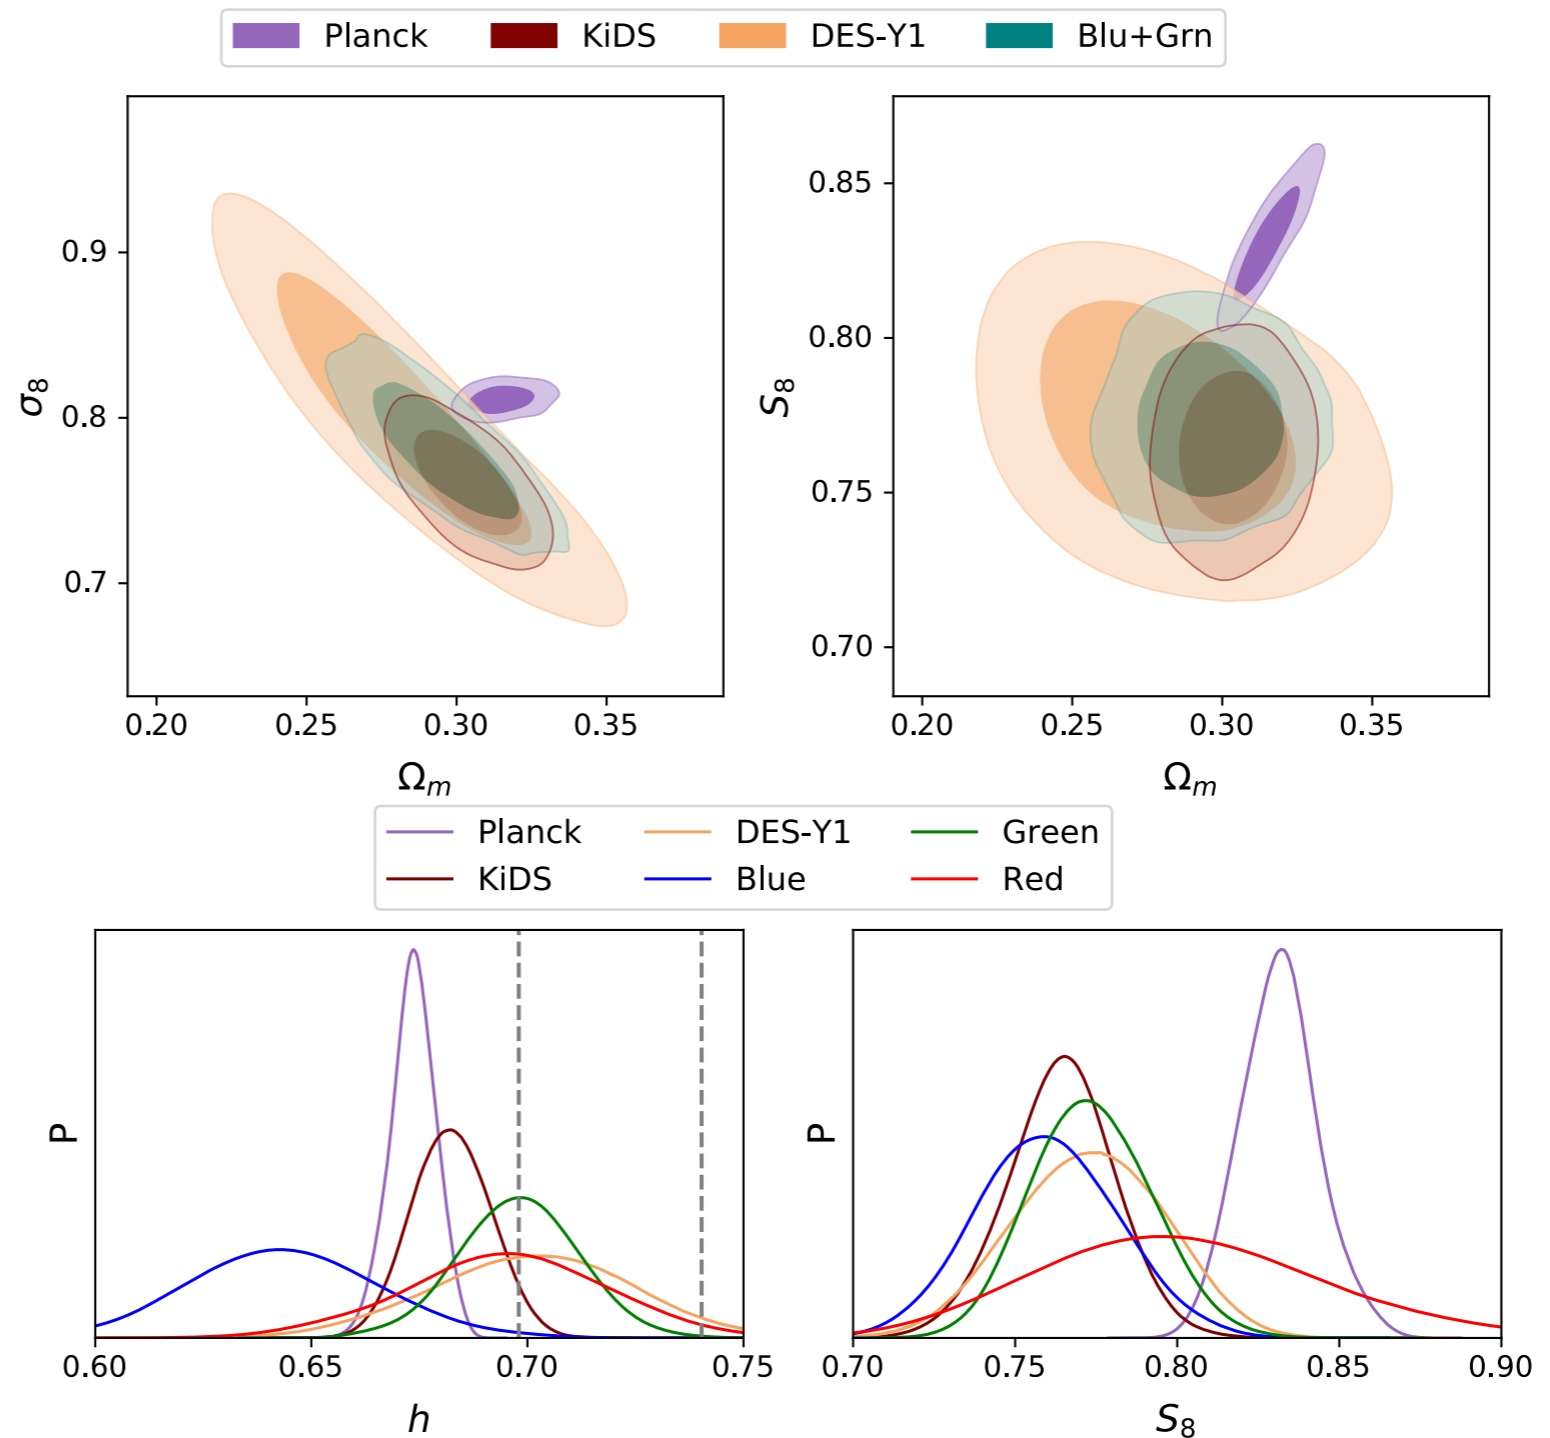 Planck KiDS DES-Y1 Blu+Grn
σ8
0.9
0.8
0.7
0.20 0.25 0.30 0.35
Ωm
S8
0.85
0.80
0.75
0.70
0.20 0.25 0.30 0.35
Ωm
Planck DES-Y1 Green
KiDS Blue Red
P
0.60 0.65 0.70 0.75
h
P
0.70 0.75 0.80 0.85 0.90
S8